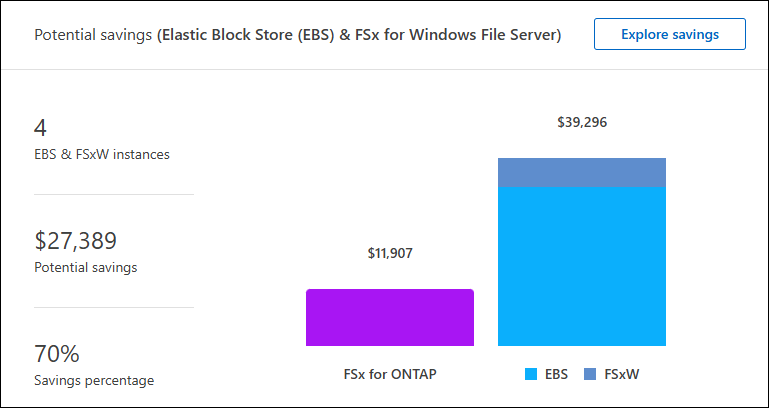 Potential savings (Elastic Block Store (EBS) & FSx for Windows File Server)
Explore savings
4
EBS & FSxW instances
$27,389
Potential savings
70%
Savings percentage
$11,907
$39,296
FSx for ONTAP
EBS
FSxW